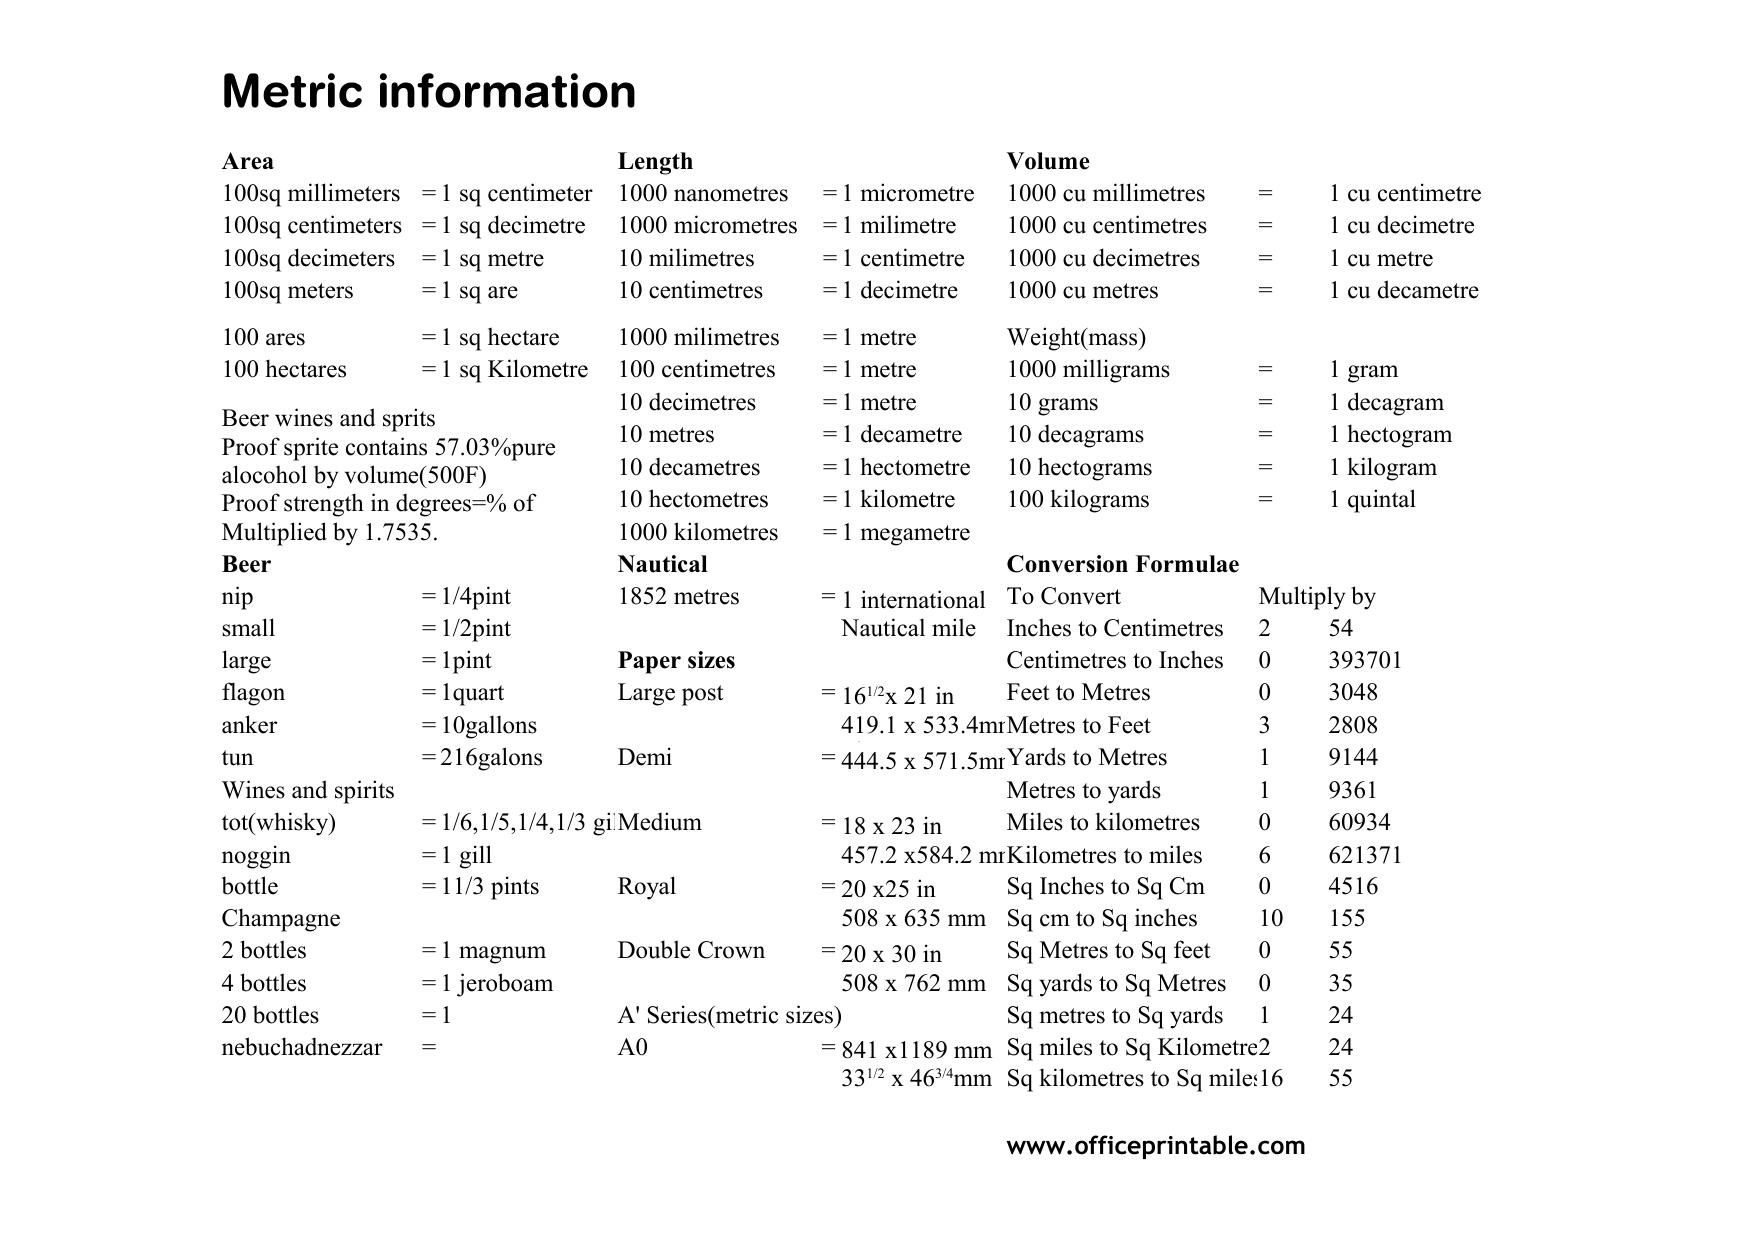 Metric information
Area Length Volume
100sq millimeters = 1 sq centimeter 1000 nanometres = 1 micrometre 1000 cu millimetres = 1 cu centimetre
100sq centimeters = 1 sq decimetre 1000 micrometres = 1 milimetre 1000 cu centimetres = 1 cu decimetre
100sq decimeters = 1 sq metre 10 milimetres = 1 centimetre 1000 cu decimetres = 1 cu metre
100sq meters = 1 sq are 10 centimetres = 1 decimetre 1000 cu metres = 1 cu decametre
100 ares = 1 sq hectare 1000 milimetres = 1 metre Weight(mass)
100 hectares = 1 sq Kilometre 100 centimetres = 1 metre 1000 milligrams = 1 gram
10 decimetres = 1 metre 10 grams = 1 decagram
Beer wines and sprits
Proof sprite contains 57.03%pure 10 metres = 1 decametre 10 decagrams = 1 hectogram
alocohol by volume(500F) 10 decametres = 1 hectometre 10 hectograms = 1 kilogram
Proof strength in degrees=% of 10 hectometres = 1 kilometre 100 kilograms = 1 quintal
Multiplied by 1.7535. 1000 kilometres = 1 megametre
Beer Nautical Conversion Formulae
nip = 1/4pint 1852 metres = 1 international To Convert Multiply by
small = 1/2pint Nautical mile Inches to Centimetres 2 54
large = 1pint Paper sizes Centimetres to Inches 0 393701
flagon = 1quart Large post = 16 1/2x 21 in Feet to Metres 0 3048
anker = 10gallons 419.1 x 533.4m Metres to Feet 3 2808
tun = 216galons Demi = 444.5 x 571.5m Yards to Metres 1 9144
Wines and spirits Metres to yards 1 9361
tot(whisky) = 1/6,1/5,1/4,1/3 gi Medium = 18 x 23 in Miles to kilometres 0 60934
noggin = 1 gill 457.2 x584.2 m Kilometres to miles 6 621371
bottle = 11/3 pints Royal = 20 x25 in Sq Inches to Sq Cm 0 4516
Champagne 508 x 635 mm Sq cm to Sq inches 10 155
2 bottles = 1 magnum Double Crown = 20 x 30 in Sq Metres to Sq feet 0 55
4 bottles = 1 jeroboam 508 x 762 mm Sq yards to Sq Metres 0 35
20 bottles = 1 A' Series(metric sizes) Sq metres to Sq yards 1 24
nebuchadnezzar = A0 = 841 x1189 mm Sq miles to Sq Kilometre 2 24
33 1/2 x 46 3/4mm Sq kilometres to Sq miles 16 55
www.officeprintable.com